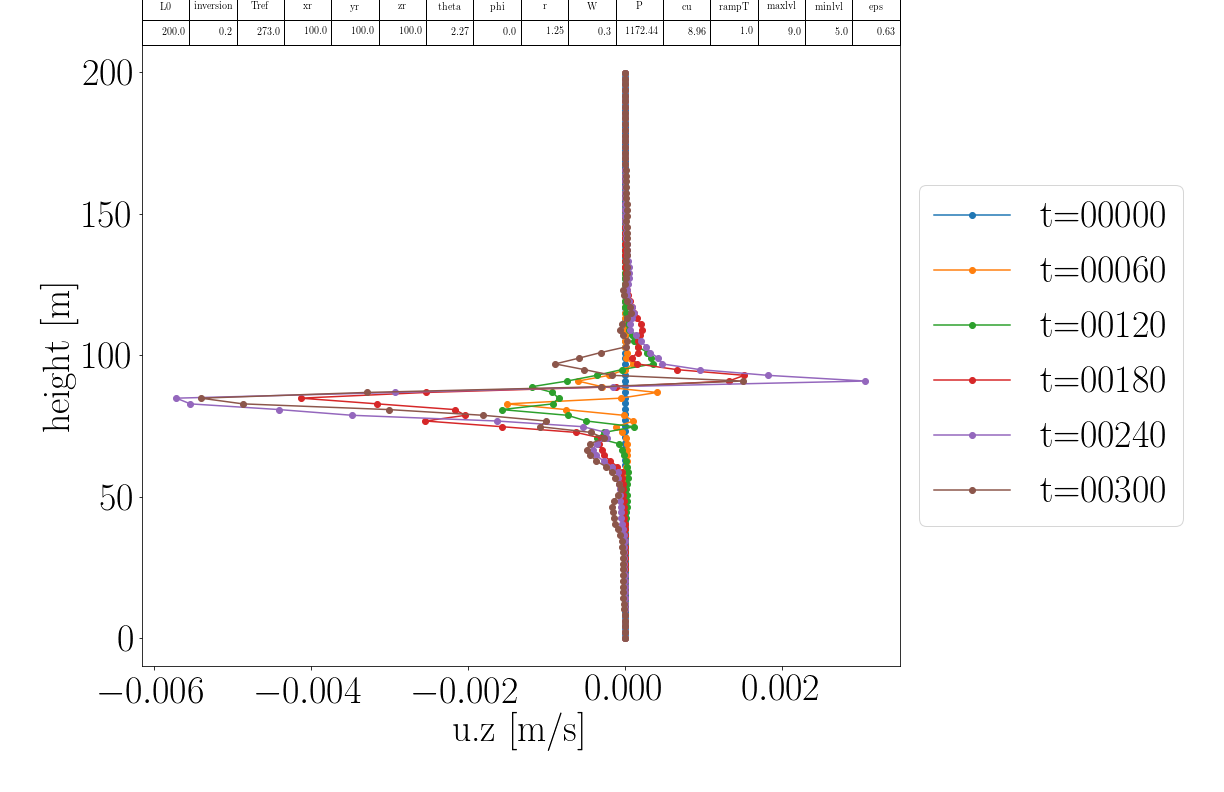 L0 inversion Tref xr yr zr theta phi r W P cu rampT maxlvl minlvl eps
200.0 0.2 273.0 100.0 100.0 100.0 2.27 0.0 1.25 0.3 1172.44 8.96 1.0 9.0 5.0 0.63
200
150
100
50
0
height [m]
−0.006 −0.004 −0.002 0.000 0.002
u.z [m/s]
t=00000
t=00060
t=00120
t=00180
t=00240
t=00300